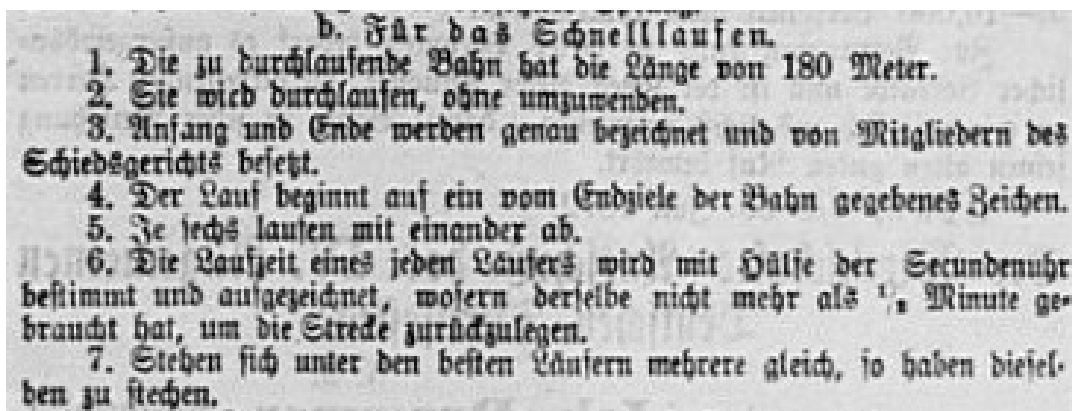 b. Für das Schnelllaufen.
1. Die zu durchlaufende Bahn hat die Länge von 180 Meter.
2. Sie wird durchlaufen, ohne umzuwenden.
3. Anfang und Ende werden genau bezeichnet und von Mitgliedern des
Schiedsgerichts besetzt.
4. Der Lauf beginnt auf ein vom Endziele der Bahn gegebenes Zeichen.
5. Je sechs laufen mit einander ab.
6. Die Laufzeit eines jeden Läufers wird mit Hülfe der Secundenuhr
bestimmt und aufgezeichnet, wofern derselbe nicht mehr als ½ Minute ge-
braucht hat, um die Strecke zurückzulegen.
7. Stehen sich unter den besten Läufern mehrere gleich, so haben diesel-
ben zu stechen.